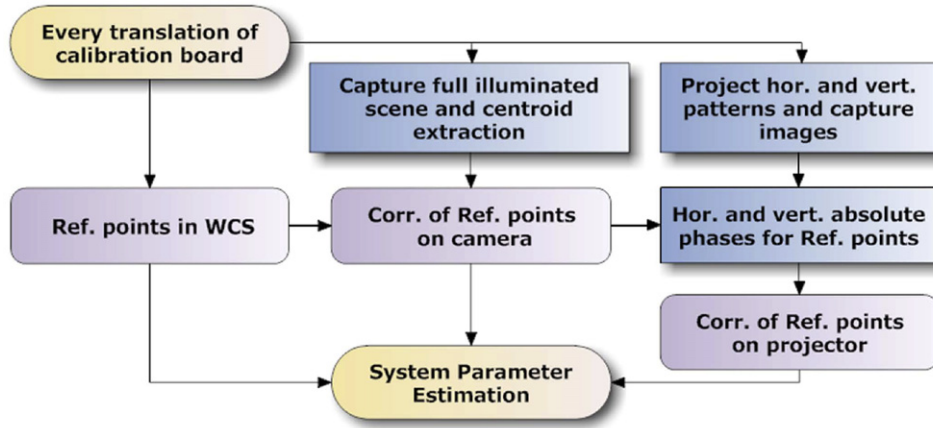 Every translation of
calibration board
Capture full illuminated
scene and centroid
extraction
Project hor. and vert.
patterns and capture
images
Ref. points in WCS
Corr. of Ref. points
on camera
Hor. and vert. absolute
phases for Ref. points
Corr. of Ref. points
on projector
System Parameter
Estimation